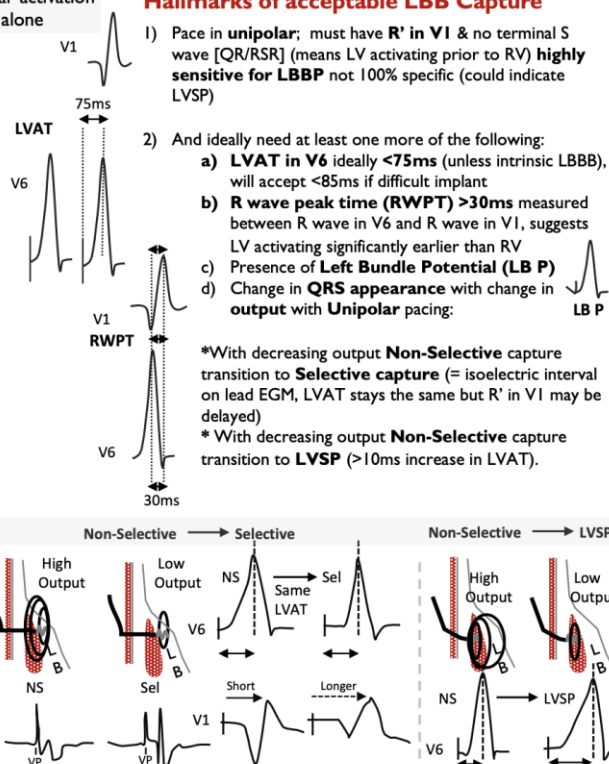 activation
alone
Hallmarks of acceptable LBB Capture
V1
1) Pace in unipolar; must have R' in V1 & no terminal S
wave [QR/RSR] (means LV activating prior to RV) highly
sensitive for LBBP not 100% specific (could indicate
LVSP)
75ms
LVAT
V6
2) And ideally need at least one more of the following:
a) LVAT in V6 ideally <75ms (unless intrinsic LBBB),
will accept <85ms if difficult implant
b) R wave peak time (RWPT) >30ms measured
between R wave in V6 and R wave in V1, suggests
LV activating significantly earlier than RV
c) Presence of Left Bundle Potential (LB P)
d) Change in QRS appearance with change in
output with Unipolar pacing:
LB P
V1
RWPT
V6
30ms
*With decreasing output Non-Selective capture
transition to Selective capture (= isoelectric interval
on lead EGM, LVAT stays the same but R' in V1 may be
delayed)
* With decreasing output Non-Selective capture
transition to LVSP (>10ms increase in LVAT).
Non-Selective Selective
High
Output
L
B
NS
VP
Low
Output
L
B
Sel
VP
NS
Same
LVAT
Sel
V6
Short
Longer
V1
Non-Selective LVSP
High
Output
L
B
Low
L
B
NS
LVSP
V6